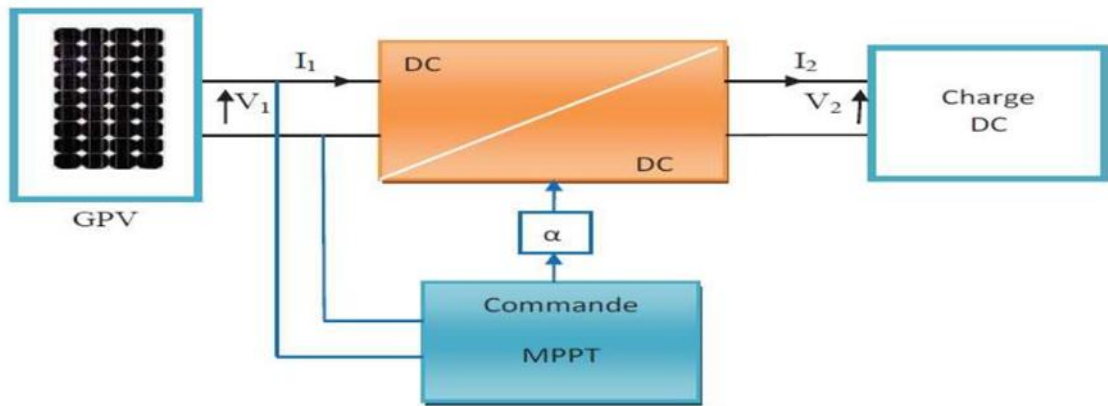 GPV
I₁
V₁
DC
DC
I₂
V₂
Charge
DC
α
Commande
MPPT